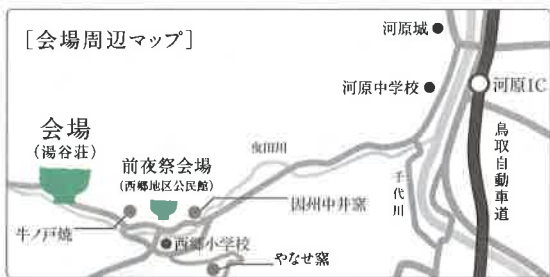 [会場周辺マップ]
河原城
河原中学校
河原IC
会場
(湯谷荘)
前夜祭会場
(西郷地区公民館)
曳田川
千代川
鳥取自動車道
牛ノ戸焼
因州中井窯
西郷小学校
やなせ窯